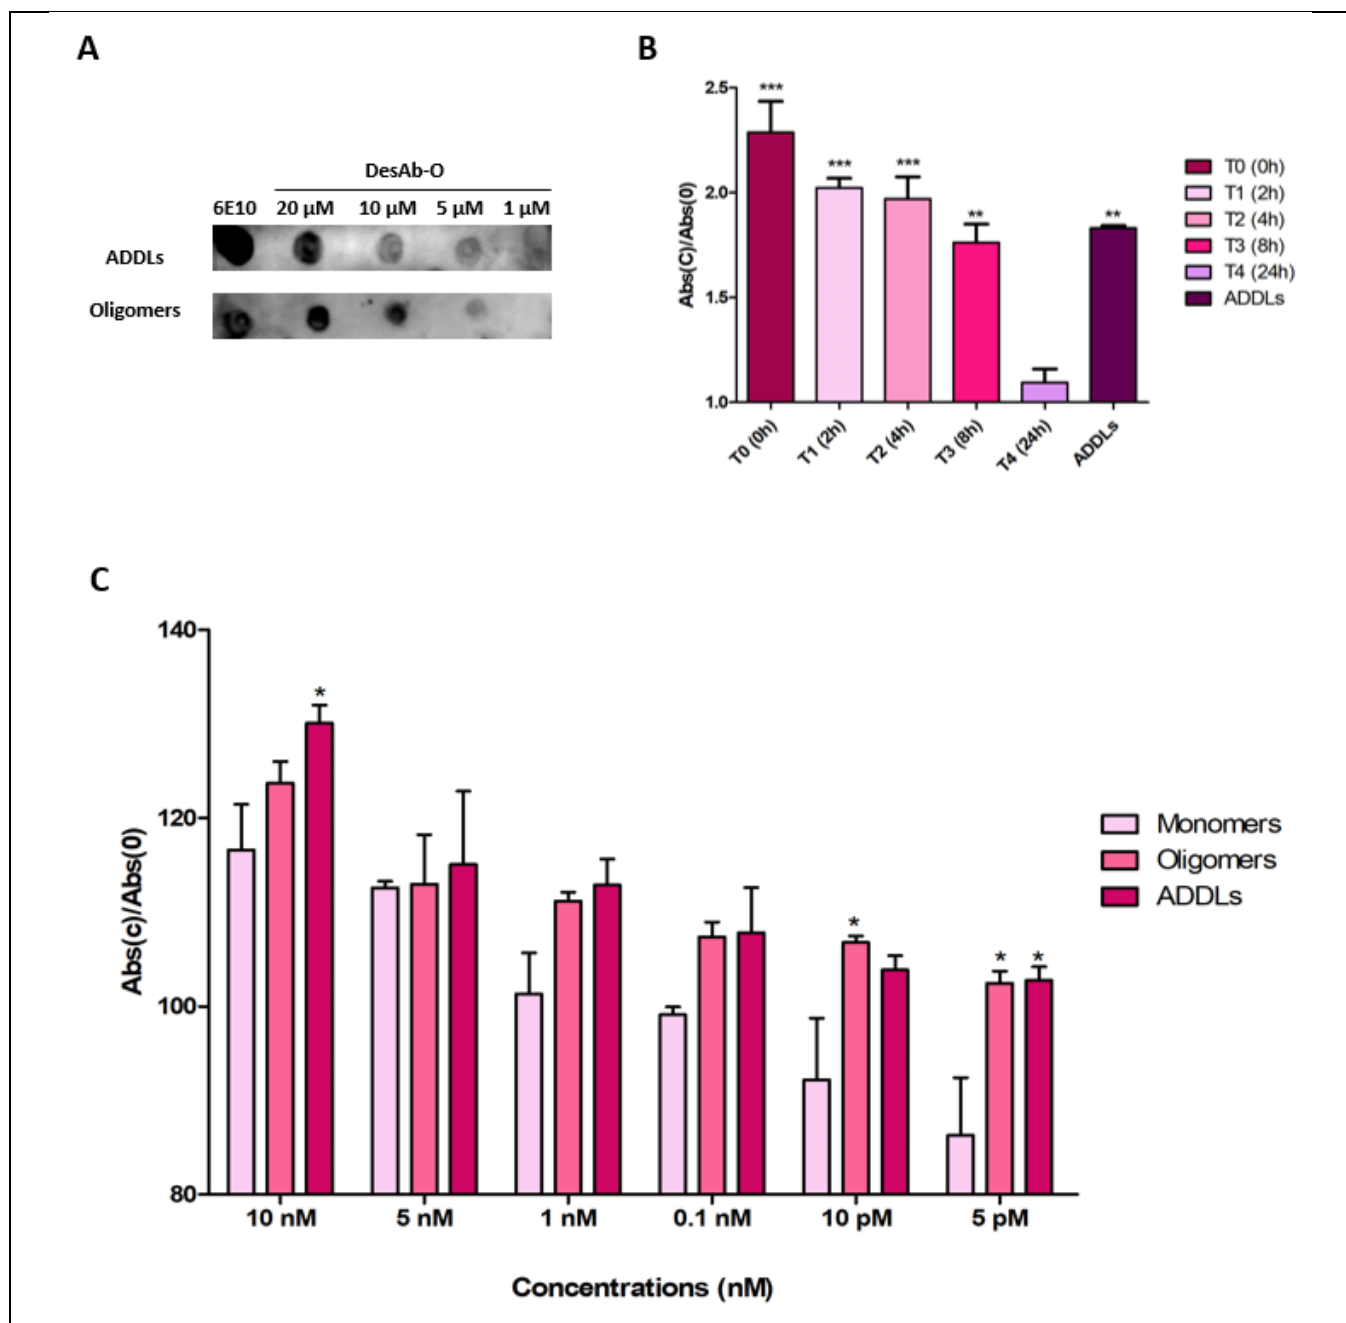 A
DesAb-O
6E10 20 µM 10 µM 5 µM 1 µM
ADDLs
Oligomers
B
2.5
2.0
1.5
1.0
Abs(C)/Abs(0)
*** *** *** ** **
T0 (0h) T1 (2h) T2 (4h) T3 (8h) T4 (24h) ADDLs
T0 (0h)
T1 (2h)
T2 (4h)
T3 (8h)
T4 (24h)
ADDLs
C
140
120
100
80
Abs(c)/Abs(0)
* * * *
10 nM 5 nM 1 nM 0.1 nM 10 pM 5 pM
Concentrations (nM)
Monomers
Oligomers
ADDLs